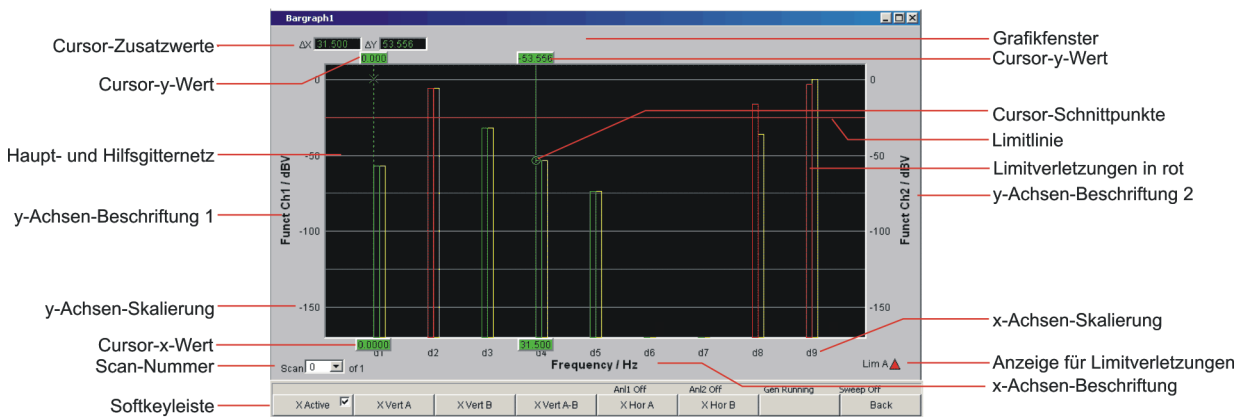 Bargraph1
Cursor-Zusatzwerte
ΔX 31.500 ΔY 53.556
Grafikfenster
Cursor-y-Wert
0.000
-53.556
Cursor-y-Wert
0
0
Cursor-Schnittpunkte
Limitlinie
Haupt- und Hilfsgitternetz
-50
-50
Limitverletzungen in rot
Funct Ch1 / dBV
Funct Ch2 / dBV
y-Achsen-Beschriftung 1
y-Achsen-Beschriftung 2
-100
-100
y-Achsen-Skalierung
-150
-150
x-Achsen-Skalierung
Cursor-x-Wert
0.0000
31.500
d1 d2 d3 d4 d5 d6 d7 d8 d9
Scan-Nummer
Scan 0 of 1
Frequency / Hz
Lim A
Anzeige für Limitverletzungen
x-Achsen-Beschriftung
Anl1 Off Anl2 Off Gen Running Sweep Off
Softkeyleiste
X Active X Vert A X Vert B X Vert A-B X Hor A X Hor B Back